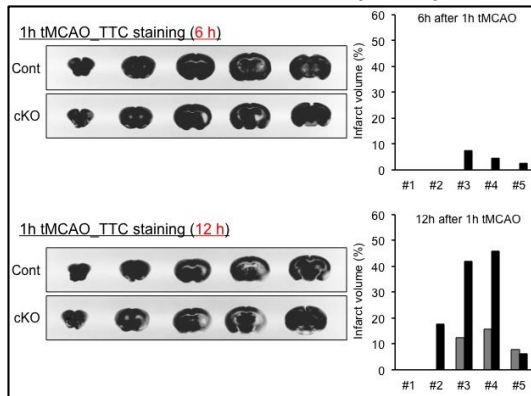 1h tMCAO_TTC staining (6 h)
Cont
cKO
6h after 1h tMCAO
Infarct volume (%)
60
50
40
30
20
10
0
#1 #2 #3 #4 #5
1h tMCAO_TTC staining (12 h)
Cont
cKO
12h after 1h tMCAO
Infarct volume (%)
60
50
40
30
20
10
0
#1 #2 #3 #4 #5